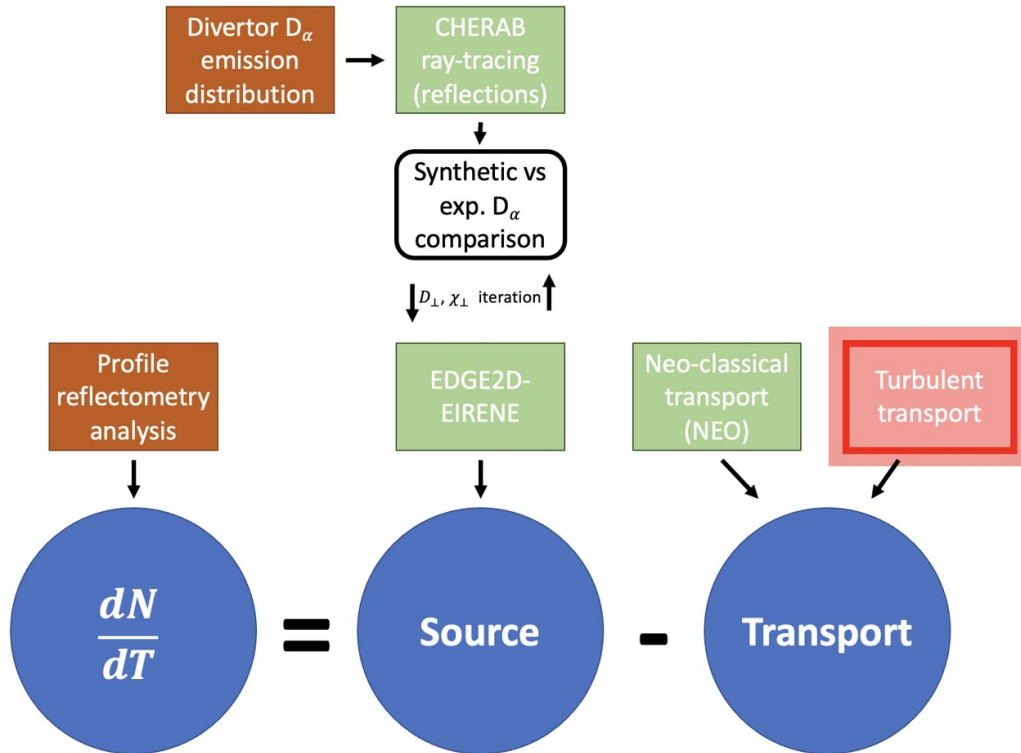 Divertor D𝛼
emission
distribution
CHERAB
ray-tracing
(reflections)
Synthetic vs
exp. D𝛼
comparison
D⊥, χ⊥ iteration
Profile
reflectometry
analysis
EDGE2D-
EIRENE
Neo-classical
transport
(NEO)
Turbulent
transport
dN
dT
=
Source
-
Transport